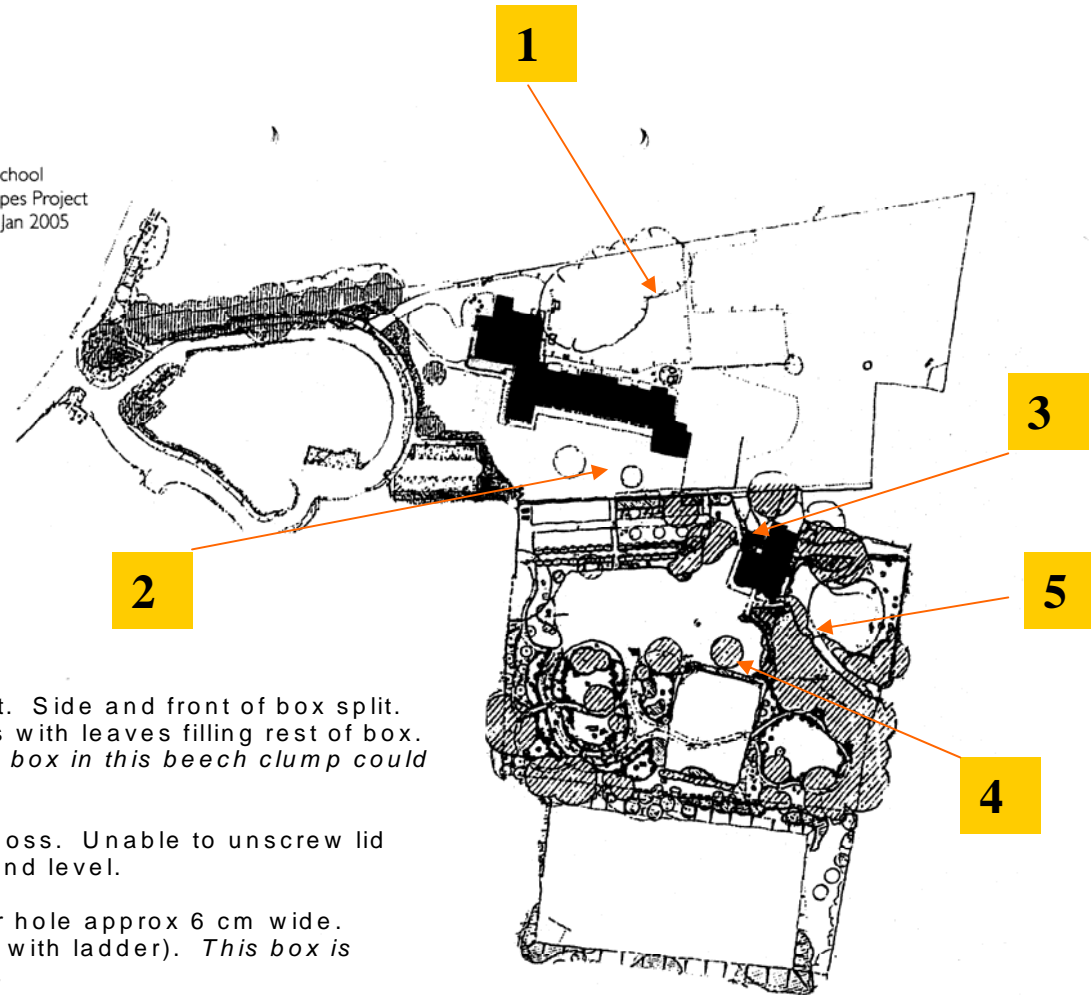 1
chool
pes Project
Jan 2005
3
2
5
t. Side and front of box split.
s with leaves filling rest of box.
box in this beech clump could
4
oss. Unable to unscrew lid
nd level.
r hole approx 6 cm wide.
with ladder). This box is